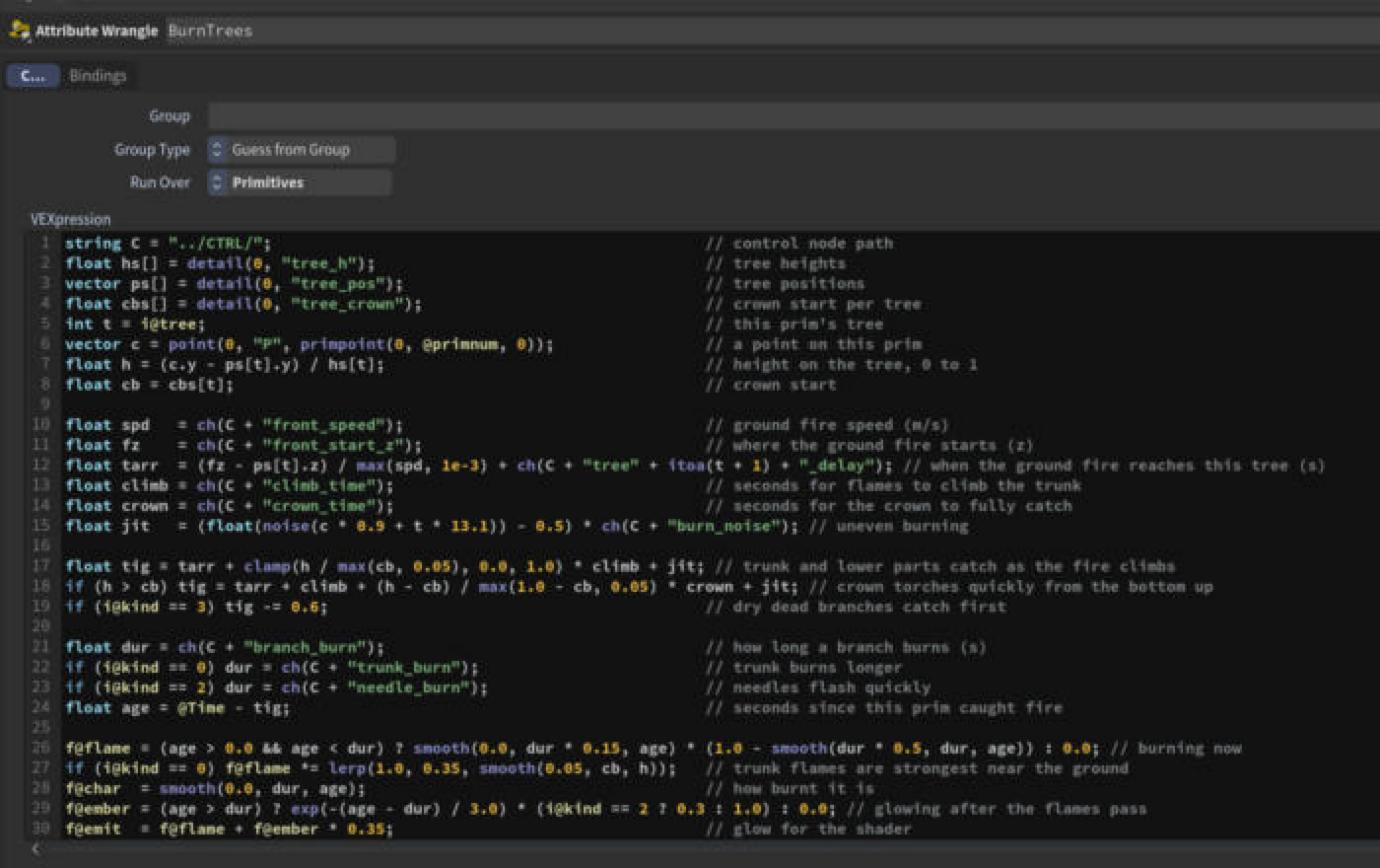 Attribute Wrangle BurnTrees
C... Bindings
Group
Group Type Guess from Group
Run Over Primitives
VEXpression
1 string C = "../CTRL/"; // control node path
2 float hs[] = detail(0, "tree_h"); // tree heights
3 vector ps[] = detail(0, "tree_pos"); // tree positions
4 float cbs[] = detail(0, "tree_crown"); // crown start per tree
5 int t = i@tree; // this prim's tree
6 vector c = point(0, "P", primpoint(0, @primnum, 0)); // a point on this prim
7 float h = (c.y - ps[t].y) / hs[t]; // height on the tree, 0 to 1
8 float cb = cbs[t]; // crown start
9
10 float spd = ch(C + "front_speed"); // ground fire speed (m/s)
11 float fz = ch(C + "front_start_z"); // where the ground fire starts (z)
12 float tarr = (fz - ps[t].z) / max(spd, 1e-3) + ch(C + "tree" + itoa(t + 1) + "_delay"); // when the ground fire reaches this tree (s)
13 float climb = ch(C + "climb_time"); // seconds for flames to climb the trunk
14 float crown = ch(C + "crown_time"); // seconds for the crown to fully catch
15 float jit = (float(noise(c * 0.9 + t * 13.1)) - 0.5) * ch(C + "burn_noise"); // uneven burning
16
17 float tig = tarr + clamp(h / max(cb, 0.05), 0.0, 1.0) * climb + jit; // trunk and lower parts catch as the fire climbs
18 if (h > cb) tig = tarr + climb + (h - cb) / max(1.0 - cb, 0.05) * crown + jit; // crown torches quickly from the bottom up
19 if (i@kind == 3) tig -= 0.6; // dry dead branches catch first
20
21 float dur = ch(C + "branch_burn"); // how long a branch burns (s)
22 if (i@kind == 0) dur = ch(C + "trunk_burn"); // trunk burns longer
23 if (i@kind == 2) dur = ch(C + "needle_burn"); // needles flash quickly
24 float age = @Time - tig; // seconds since this prim caught fire
25
26 f@flame = (age > 0.0 && age < dur) ? smooth(0.0, dur * 0.15, age) * (1.0 - smooth(dur * 0.5, dur, age)) : 0.0; // burning now
27 if (i@kind == 0) f@flame *= lerp(1.0, 0.35, smooth(0.05, cb, h)); // trunk flames are strongest near the ground
28 f@char = smooth(0.0, dur, age); // how burnt it is
29 f@ember = (age > dur) ? exp(-(age - dur) / 3.0) * (i@kind == 2 ? 0.3 : 1.0) : 0.0; // glowing after the flames pass
30 f@emit = f@flame + f@ember * 0.35; // glow for the shader